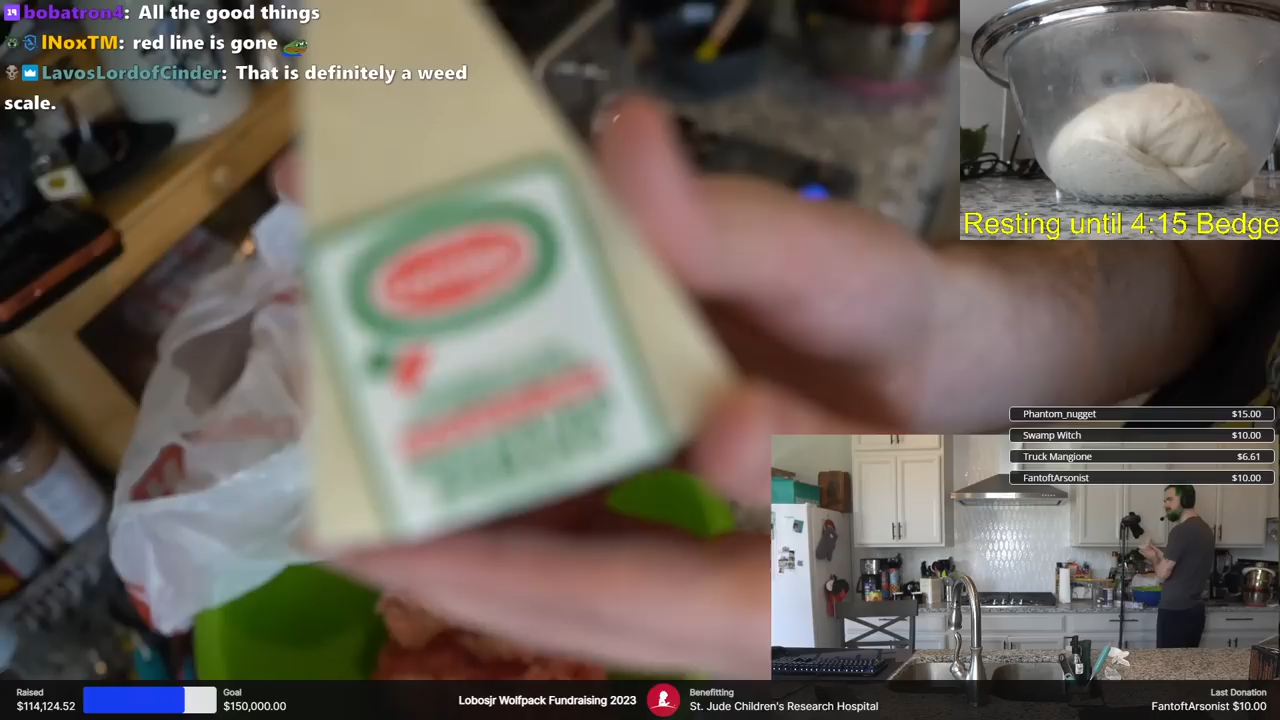 bobatron4: All the good things
lNoxTM: red line is gone
LavosLordofCinder: That is definitely a weed
scale.
Resting until 4:15 Bedge
Phantom_nugget $15.00
Swamp Witch $10.00
Truck Mangione $6.61
FantoftArsonist $10.00
Raised
$114,124.52
Goal
$150,000.00
Lobosjr Wolfpack Fundraising 2023
Benefitting
St. Jude Children's Research Hospital
Last Donation
FantoftArsonist $10.00